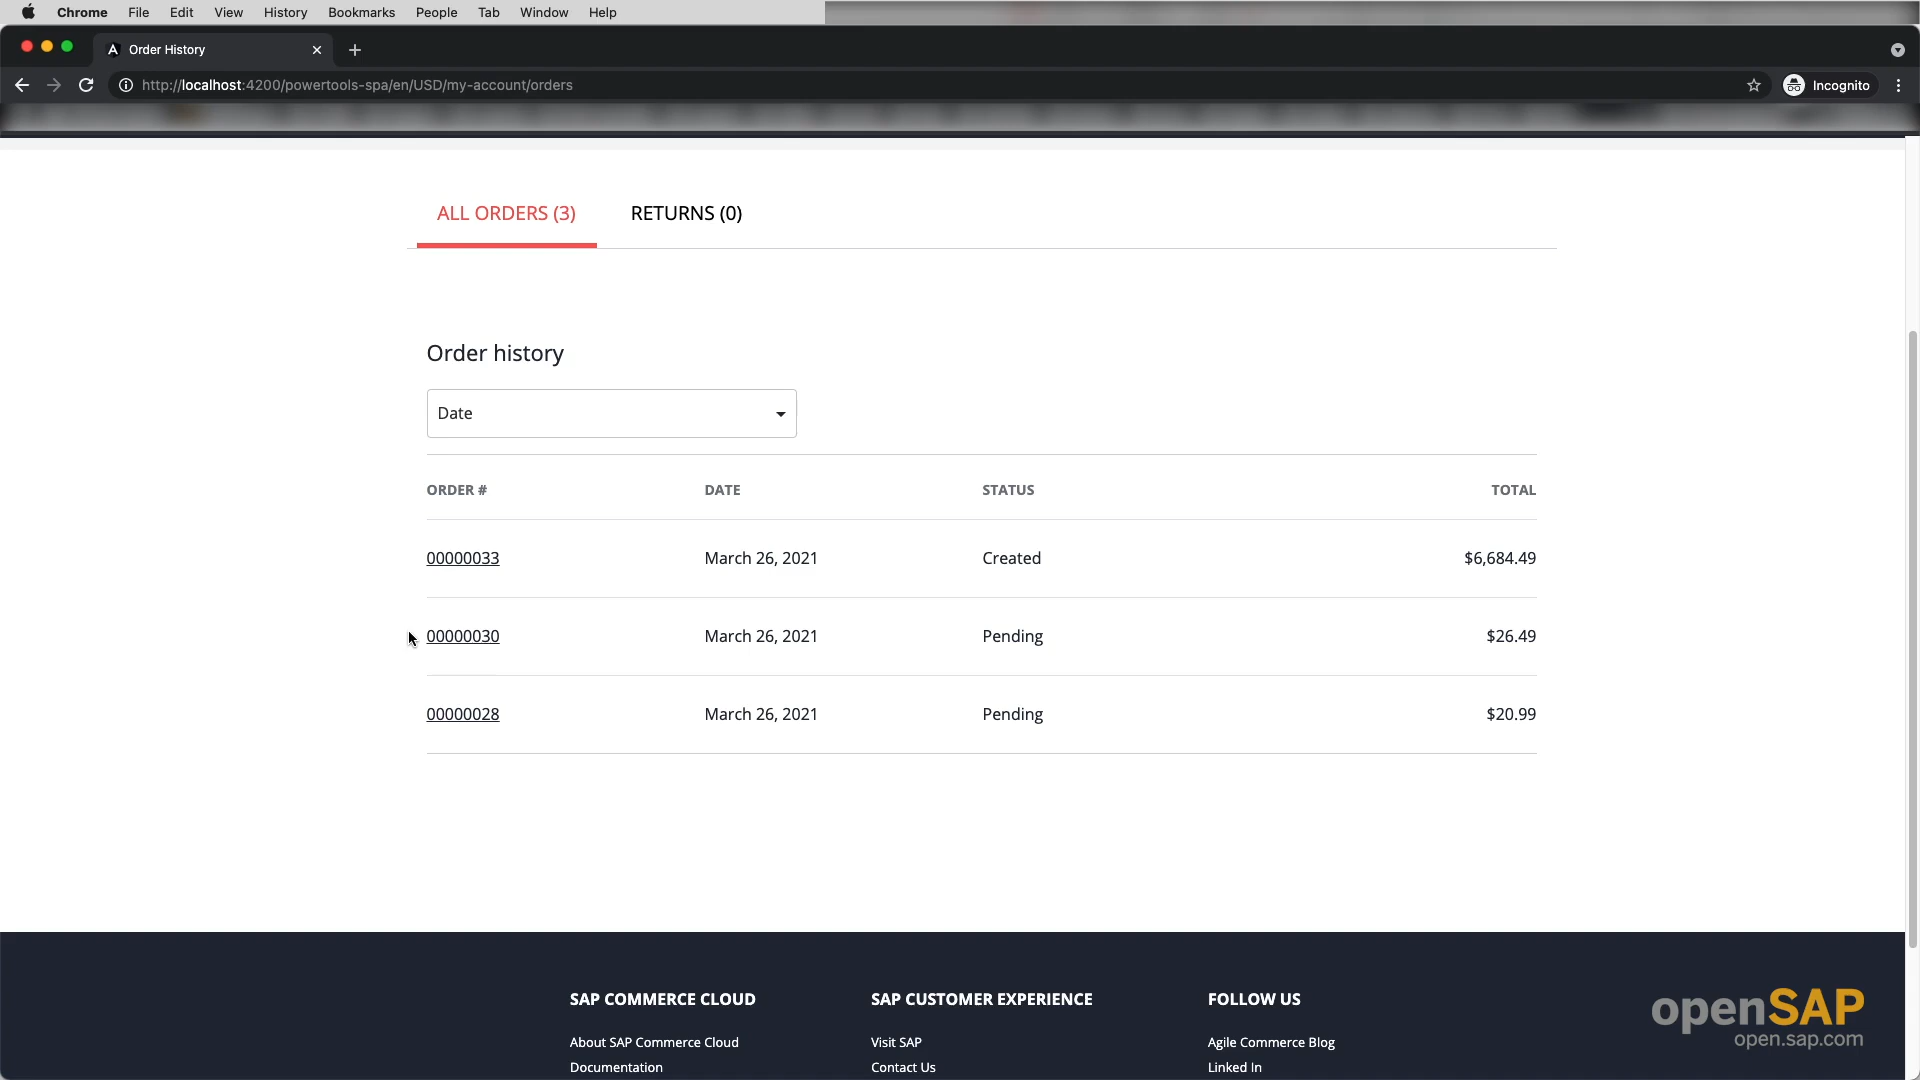 Chrome File Edit View History Bookmarks People Tab Window Help
Order History
http://localhost:4200/powertools-spa/en/USD/my-account/orders
Incognito
ALL ORDERS (3) RETURNS (0)
Order history
Date
ORDER # DATE STATUS TOTAL
00000033 March 26, 2021 Created $6,684.49
00000030 March 26, 2021 Pending $26.49
00000028 March 26, 2021 Pending $20.99
SAP COMMERCE CLOUD SAP CUSTOMER EXPERIENCE FOLLOW US
About SAP Commerce Cloud Visit SAP Agile Commerce Blog
Documentation Contact Us Linked In
openSAP
open.sap.com